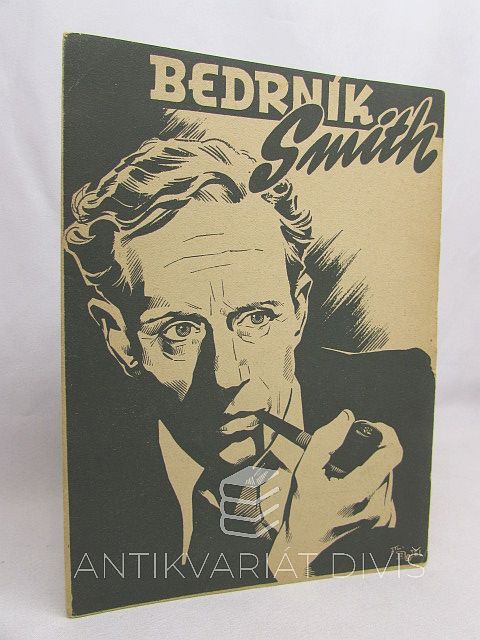 BEDRNÍK
Smith
ANTIKVARIÁT DIVIŠ